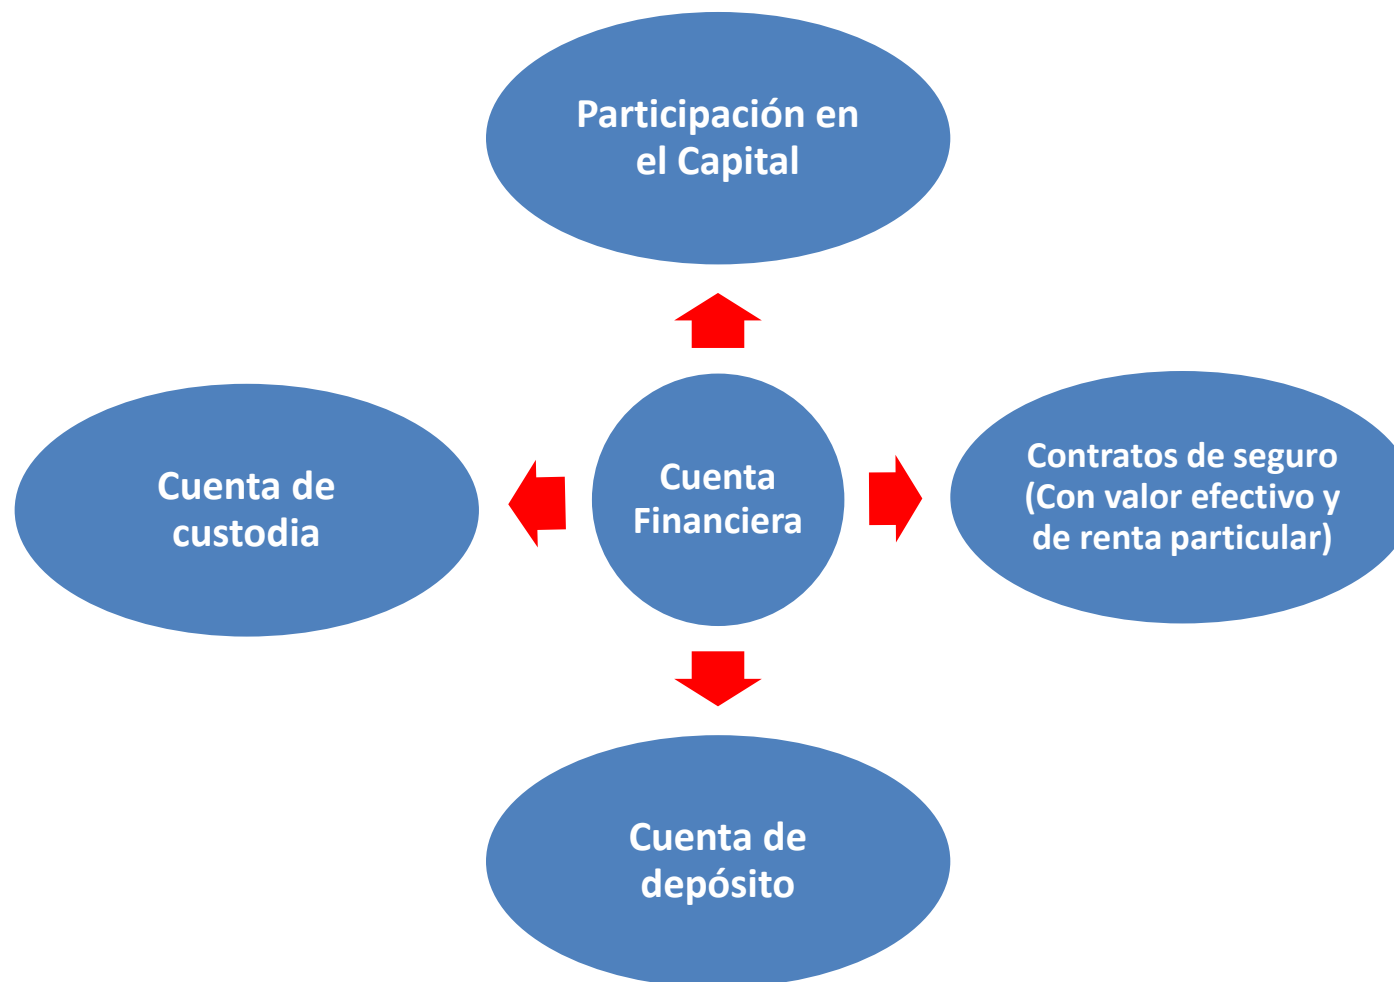 Participación en
el Capital
Cuenta de
custodia
Cuenta
Financiera
Contratos de seguro
(Con valor efectivo y
de renta particular)
Cuenta de
depósito